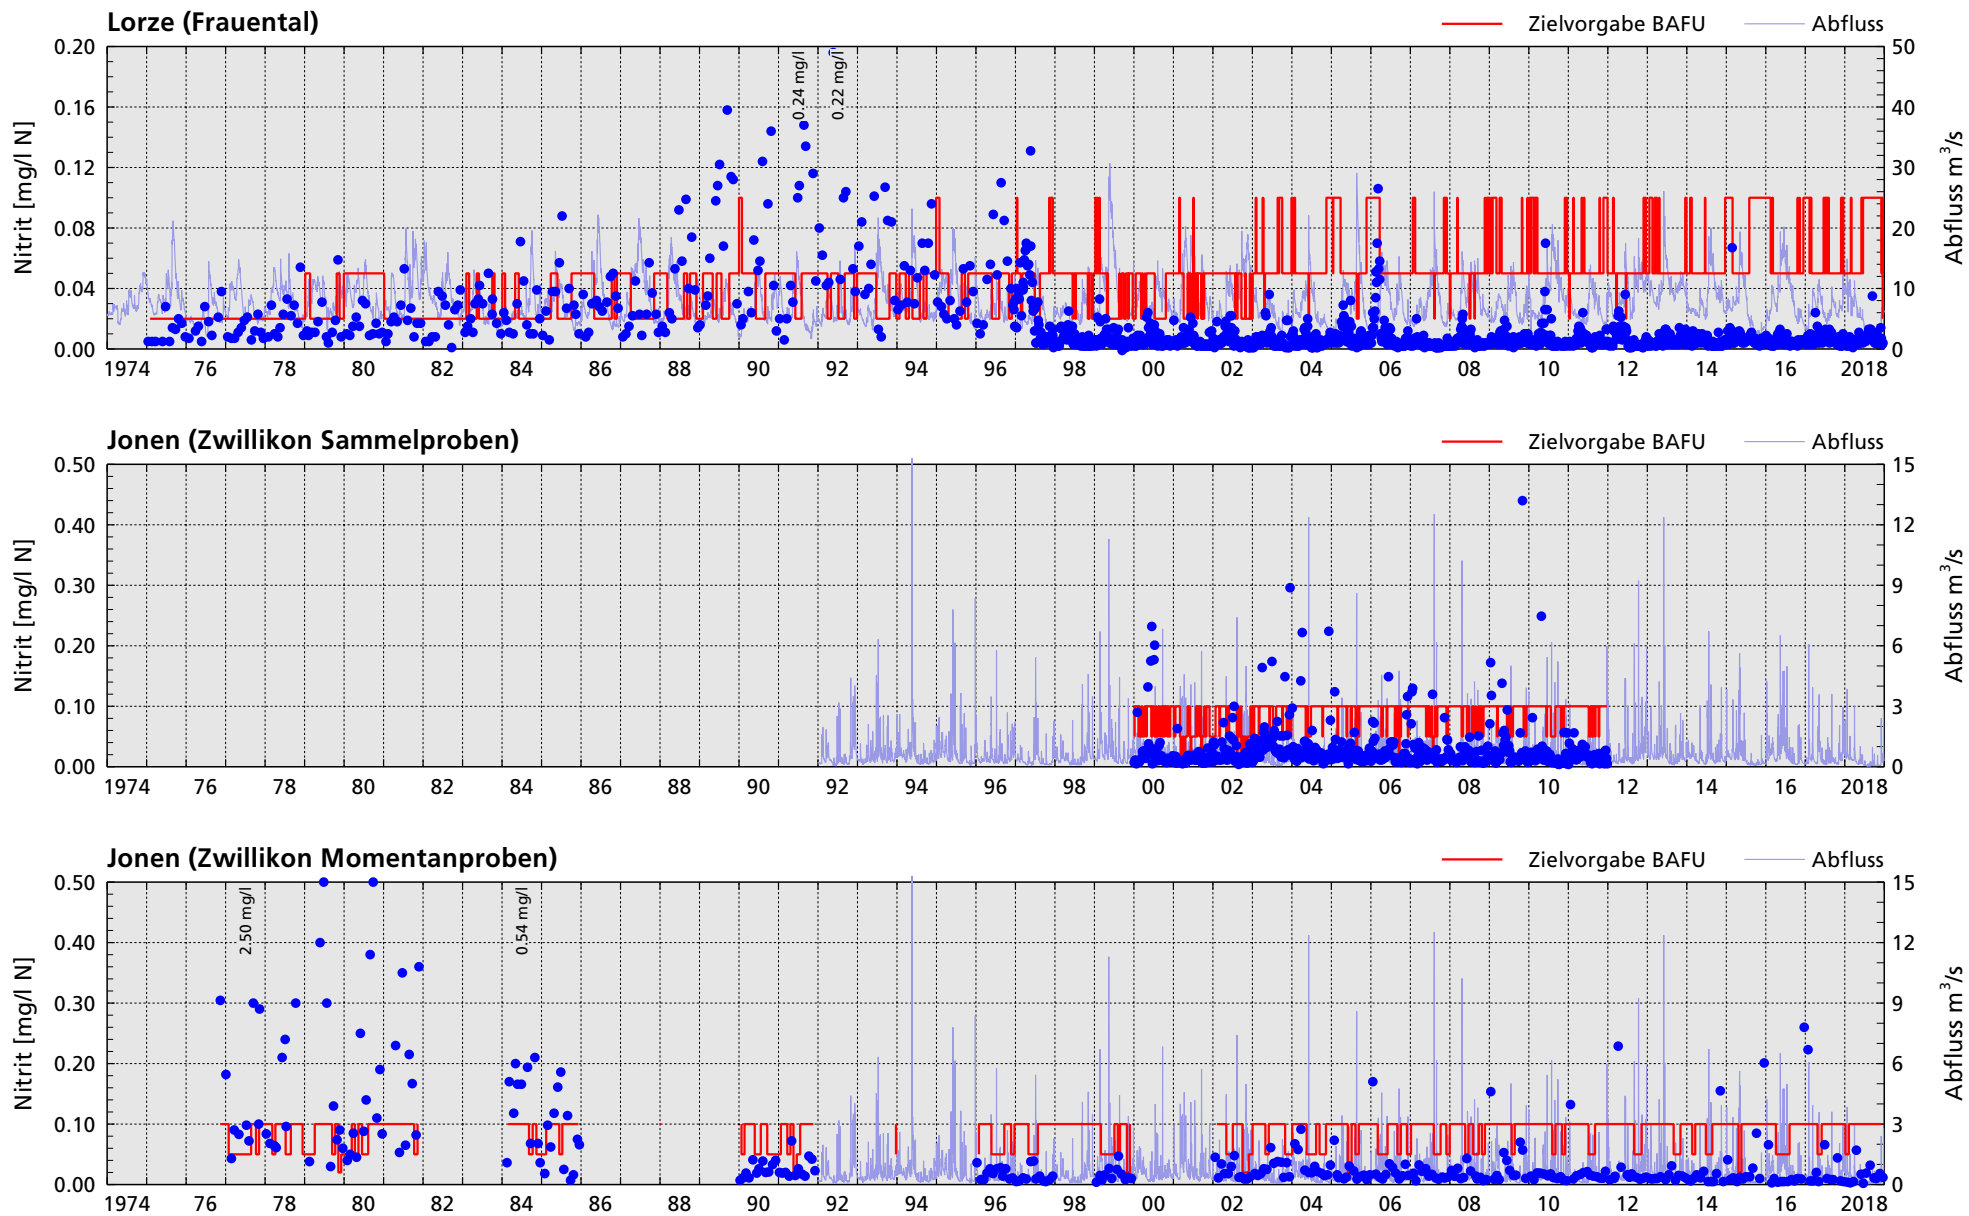 Lorze (Frauental)
Zielvorgabe BAFU
Abfluss
0.20
0.16
0.12
0.08
0.04
0.00
Nitrit [mg/l N]
0.24 mg/l
0.22 mg/l
50
40
30
20
10
0
Abfluss m³/s
1974 76 78 80 82 84 86 88 90 92 94 96 98 00 02 04 06 08 10 12 14 16 2018
Jonen (Zwillikon Sammelproben)
Zielvorgabe BAFU
Abfluss
0.50
0.40
0.30
0.20
0.10
0.00
Nitrit [mg/l N]
15
12
9
6
3
0
Abfluss m³/s
1974 76 78 80 82 84 86 88 90 92 94 96 98 00 02 04 06 08 10 12 14 16 2018
Jonen (Zwillikon Momentanproben)
Zielvorgabe BAFU
Abfluss
0.50
0.40
0.30
0.20
0.10
0.00
Nitrit [mg/l N]
2.50 mg/l
0.54 mg/l
15
12
9
6
3
0
Abfluss m³/s
1974 76 78 80 82 84 86 88 90 92 94 96 98 00 02 04 06 08 10 12 14 16 2018